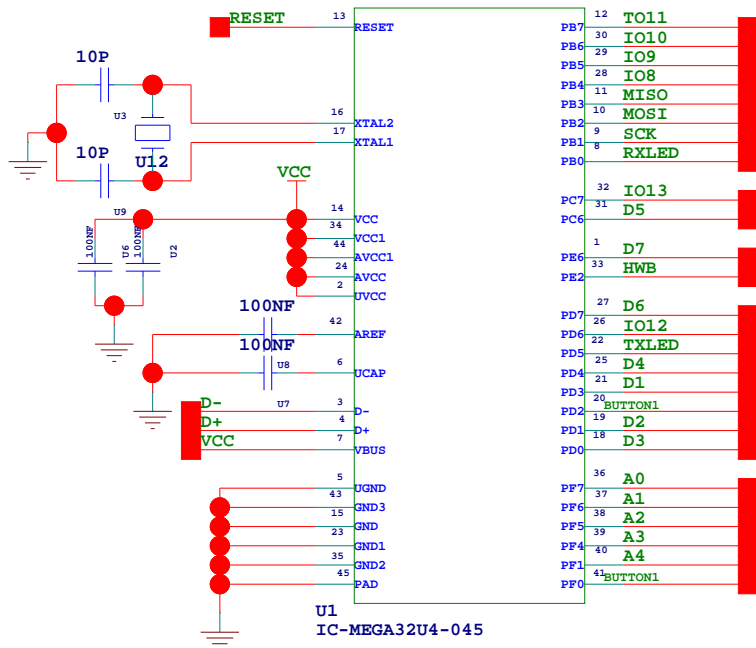 RESET 13 RESET
10P
U3
16 XTAL2
17 XTAL1
10P U12
VCC
14 VCC
34 VCC1
44 AVCC1
24 AVCC
2 UVCC
U9
100NF U6 100NF U2
100NF 42 AREF
100NF U8 6 UCAP
U7
D- 3 D-
D+ 4 D+
VCC 7 VBUS
5 UGND
43 GND3
15 GND
23 GND1
35 GND2
45 PAD
PB7 12 TO11
PB6 30 IO10
PB5 29 IO9
PB4 28 IO8
PB3 11 MISO
PB2 10 MOSI
PB1 9 SCK
PB0 8 RXLED
PC7 32 IO13
PC6 31 D5
PE6 1 D7
PE2 33 HWB
PD7 27 D6
PD6 26 IO12
PD5 22 TXLED
PD4 25 D4
PD3 21 D1
PD2 20 BUTTON1
PD1 19 D2
PD0 18 D3
PF7 36 A0
PF6 37 A1
PF5 38 A2
PF4 39 A3
PF1 40 A4
PF0 41 BUTTON1
U1
IC-MEGA32U4-045